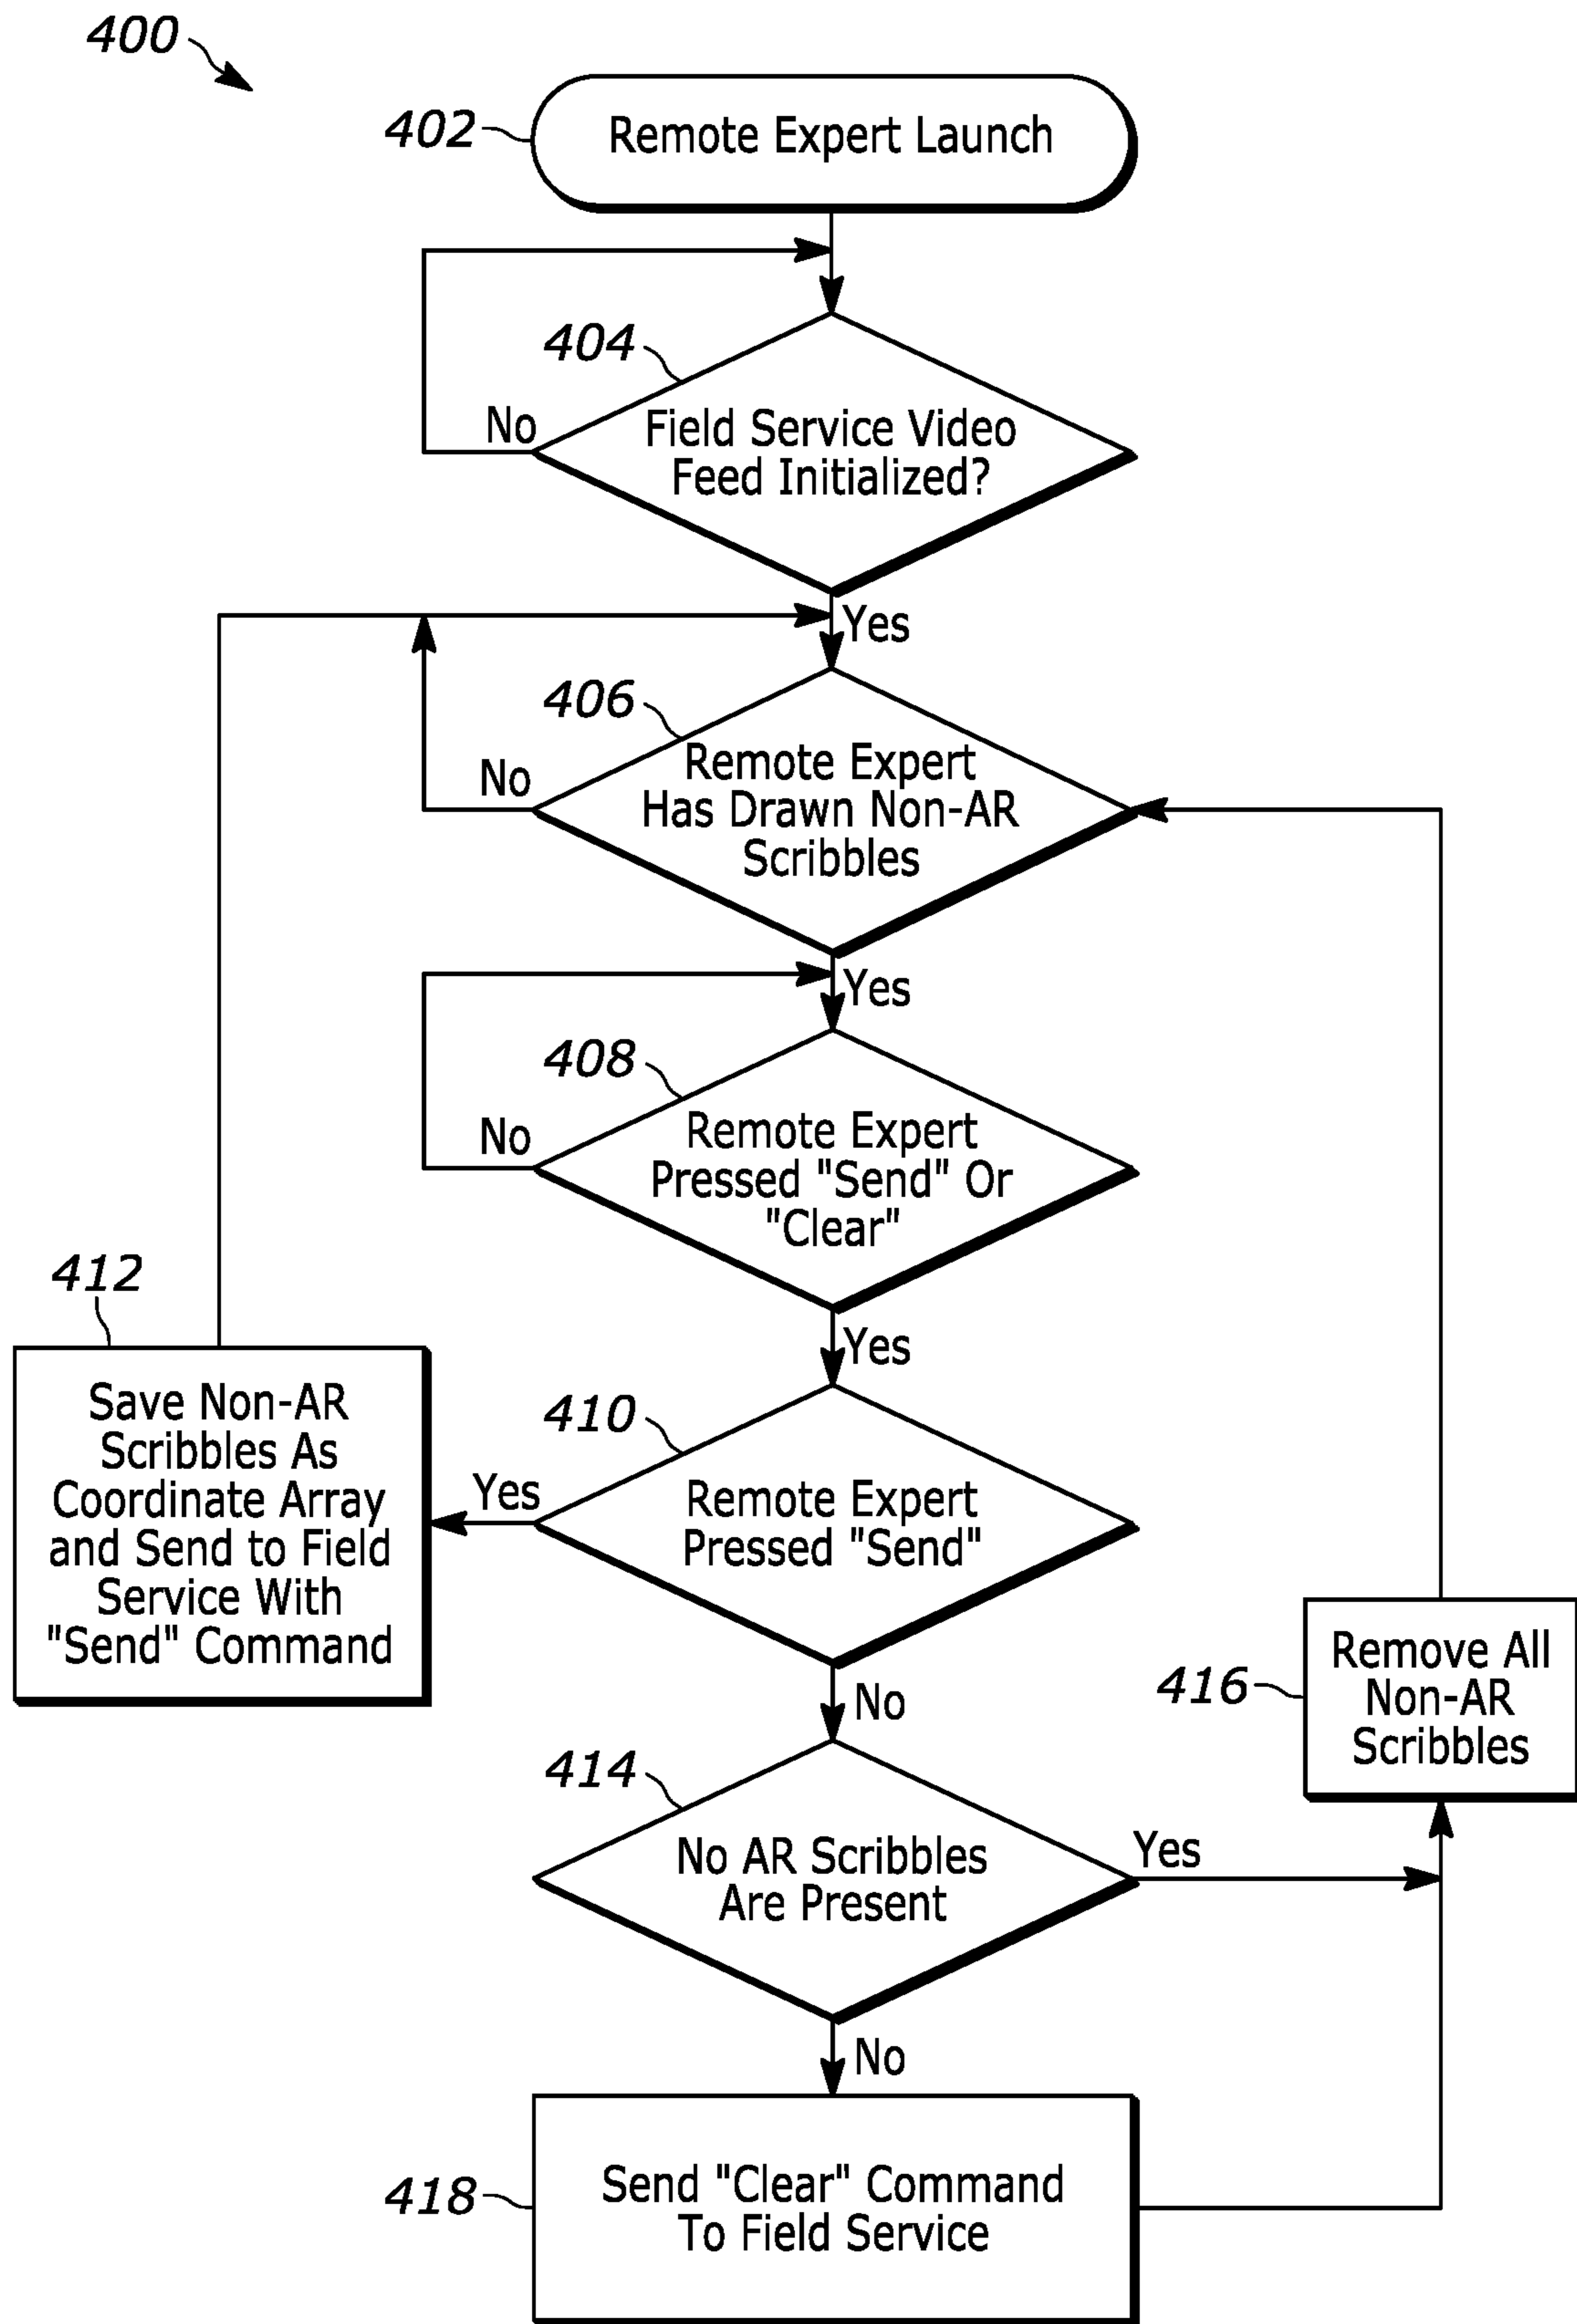 400
402
Remote Expert Launch
404
Field Service Video
Feed Initialized?
No
Yes
406
Remote Expert
Has Drawn Non-AR
Scribbles
No
Yes
408
Remote Expert
Pressed "Send" Or
"Clear"
No
Yes
412
Save Non-AR
Scribbles As
Coordinate Array
and Send to Field
Service With
"Send" Command
410
Yes
Remote Expert
Pressed "Send"
No
416
Remove All
Non-AR
Scribbles
414
No AR Scribbles
Are Present
Yes
No
418
Send "Clear" Command
To Field Service